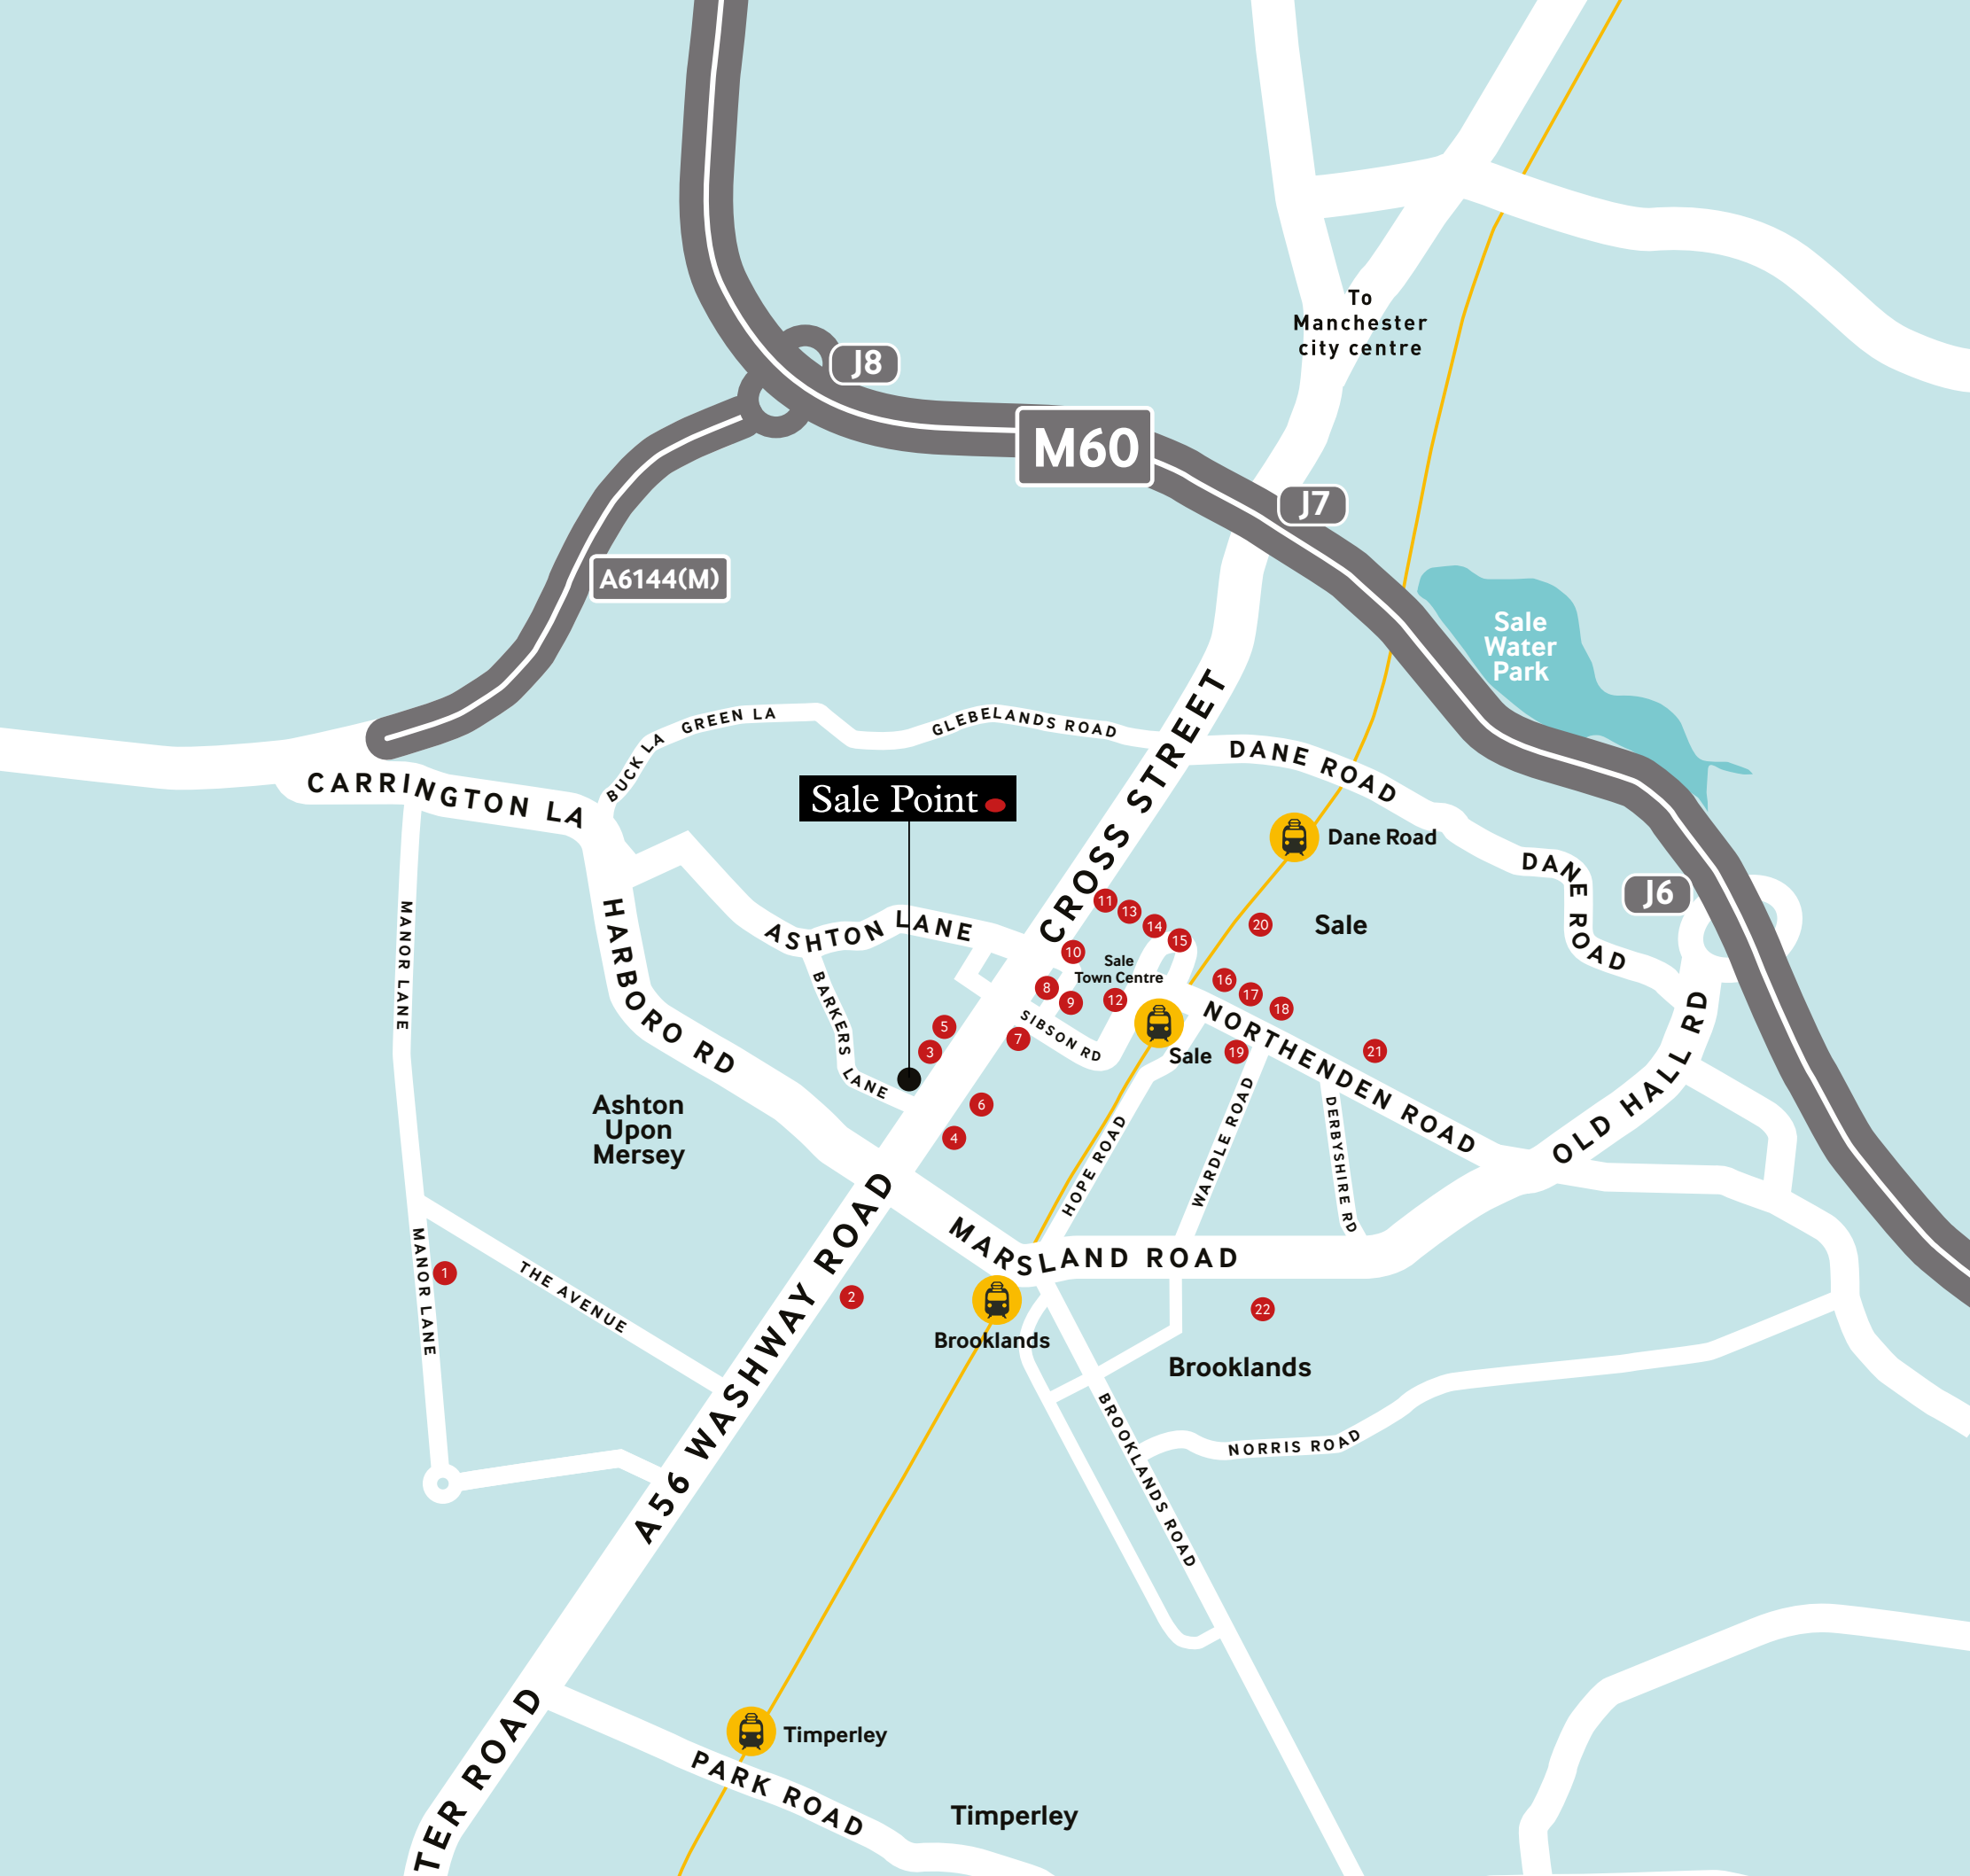 To
Manchester
city centre
J8
M60
J7
A6144(M)
Sale
Water
Park
BUCK LA
GREEN LA
GLEBELANDS ROAD
CROSS STREET
DANE ROAD
CARRINGTON LA
Sale Point
Dane Road
DANE ROAD
J6
MANOR LANE
HARBORO RD
ASHTON LANE
11
13
14
15
20
Sale
10
Sale
Town Centre
BARKERS LANE
8
9
12
16
17
18
5
3
7
SIBSON RD
Sale
19
NORTHENDEN ROAD
21
OLD HALL RD
Ashton
Upon
Mersey
6
4
HOPE ROAD
WARDLE ROAD
DERBYSHIRE RD
MANOR LANE
1
THE AVENUE
A56 WASHWAY ROAD
2
MARSLAND ROAD
Brooklands
22
Brooklands
BROOKLANDS ROAD
NORRIS ROAD
TER ROAD
Timperley
PARK ROAD
Timperley